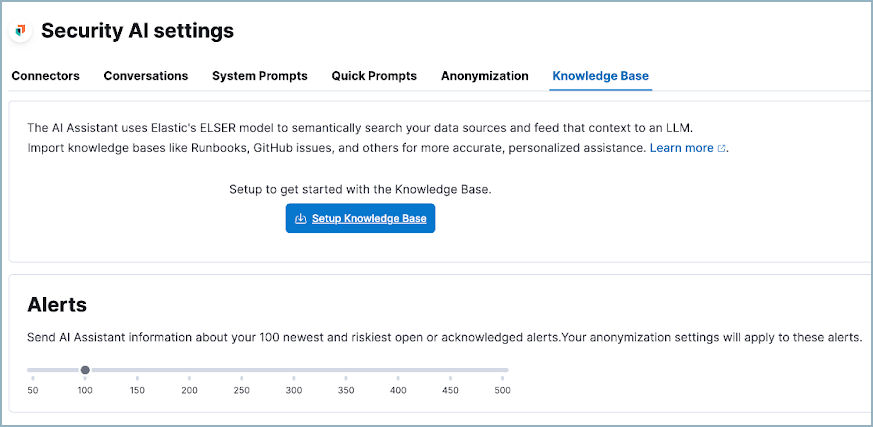 Security AI settings
Connectors Conversations System Prompts Quick Prompts Anonymization Knowledge Base
The AI Assistant uses Elastic's ELSER model to semantically search your data sources and feed that context to an LLM.
Import knowledge bases like Runbooks, GitHub issues, and others for more accurate, personalized assistance. Learn more.
Setup to get started with the Knowledge Base.
Setup Knowledge Base
Alerts
Send AI Assistant information about your 100 newest and riskiest open or acknowledged alerts.Your anonymization settings will apply to these alerts.
50 100 150 200 250 300 350 400 450 500